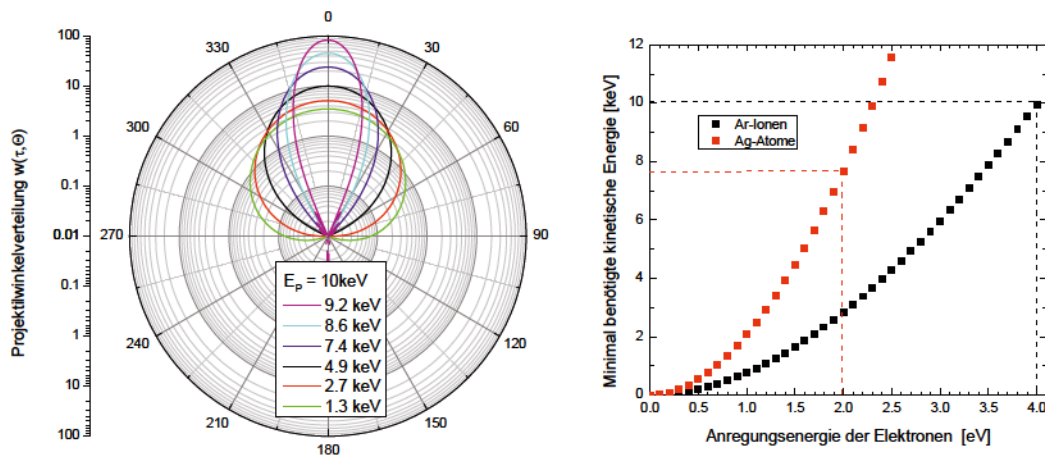 0
30
60
90
120
150
180
210
240
270
300
330
100
10
1
0.1
0.01
0.1
1
10
100
Projektilwinkelverteilung w(τ,Θ)
E_P = 10keV
9.2 keV
8.6 keV
7.4 keV
4.9 keV
2.7 keV
1.3 keV
12
10
8
6
4
2
0
Minimal benötigte kinetische Energie [keV]
Ar-Ionen
Ag-Atome
0.0 0.5 1.0 1.5 2.0 2.5 3.0 3.5 4.0
Anregungsenergie der Elektronen [eV]